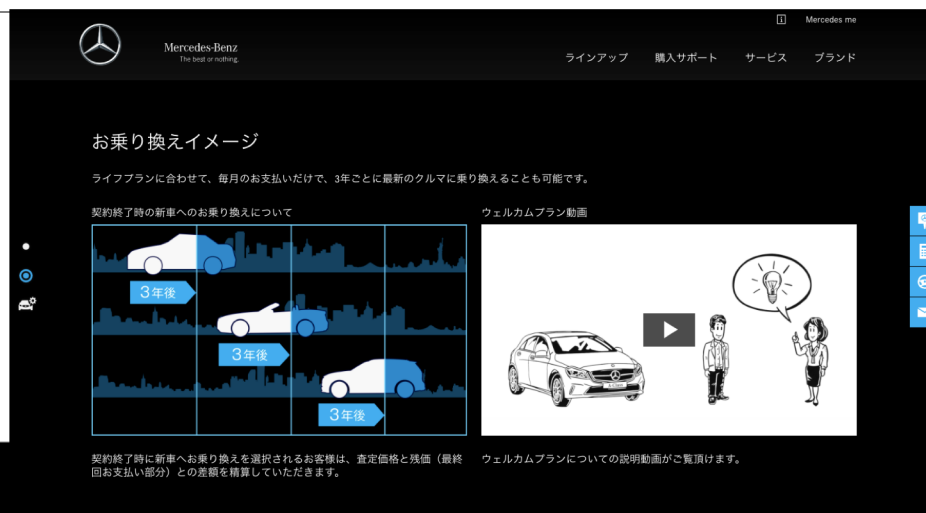 Mercedes me
Mercedes-Benz
The best or nothing.
ラインアップ 購入サポート サービス ブランド
お乗り換えイメージ
ライフプランに合わせて、毎月のお支払いだけで、3年ごとに最新のクルマに乗り換えることも可能です。
契約終了時の新車へのお乗り換えについて
3年後
3年後
3年後
契約終了時に新車へお乗り換えを選択されるお客様は、査定価格と残価（最終
回お支払い部分）との差額を精算していただきます。
ウェルカムプラン動画
ウェルカムプランについての説明動画がご覧頂けます。